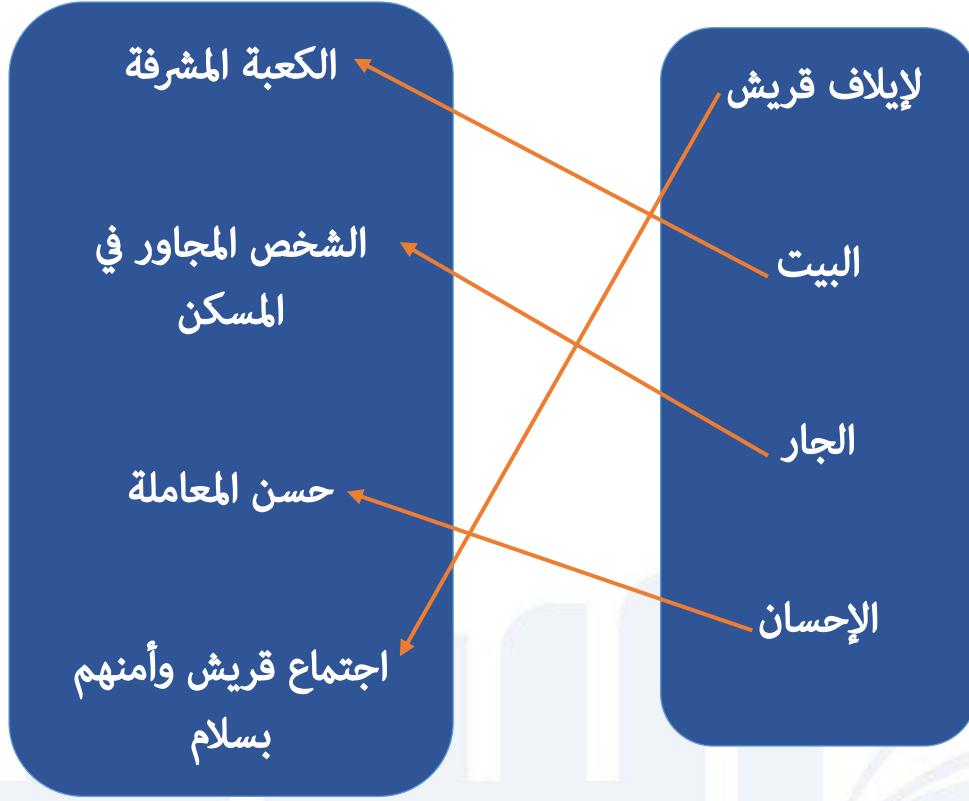 لإيلاف قريش
البيت
الجار
الإحسان
الكعبة المشرفة
الشخص المجاور في
المسكن
حسن المعاملة
اجتماع قريش وأمنهم
بسلام